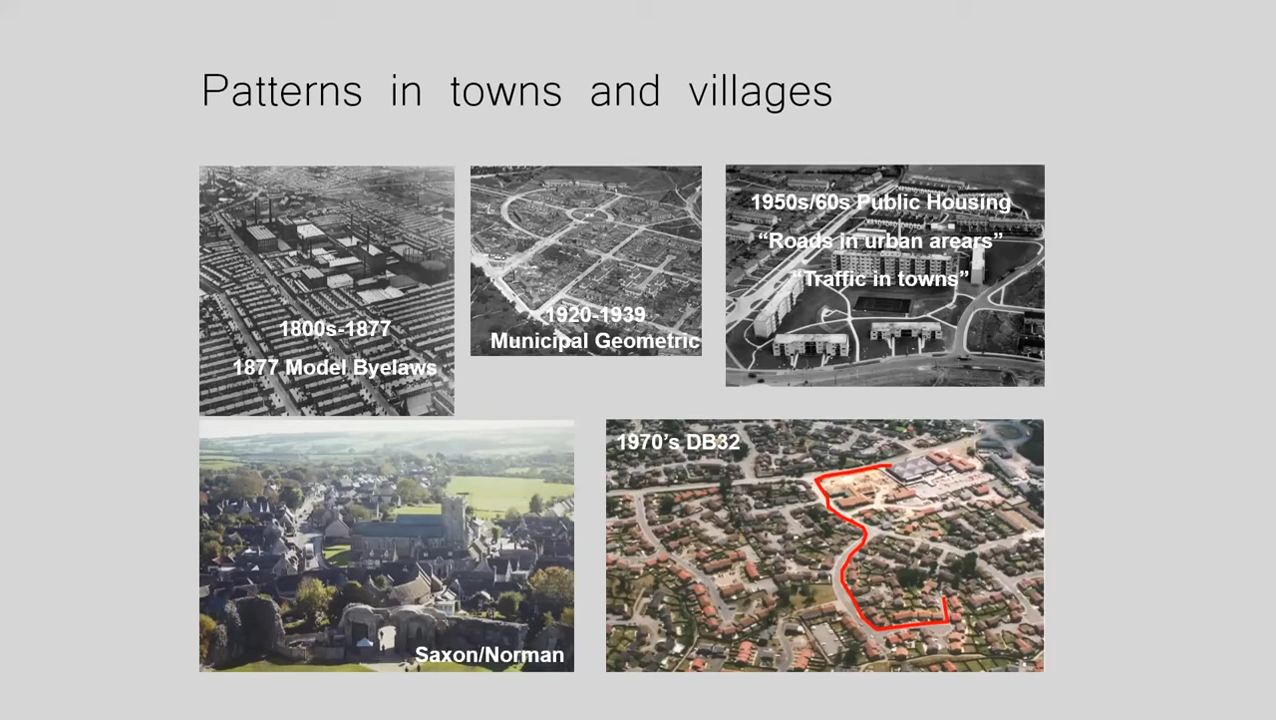 Patterns in towns and villages
1800s-1877
1877 Model Byelaws
1920-1939
Municipal Geometric
1950s/60s Public Housing
“Roads in urban arears”
“Traffic in towns”
Saxon/Norman
1970’s DB32